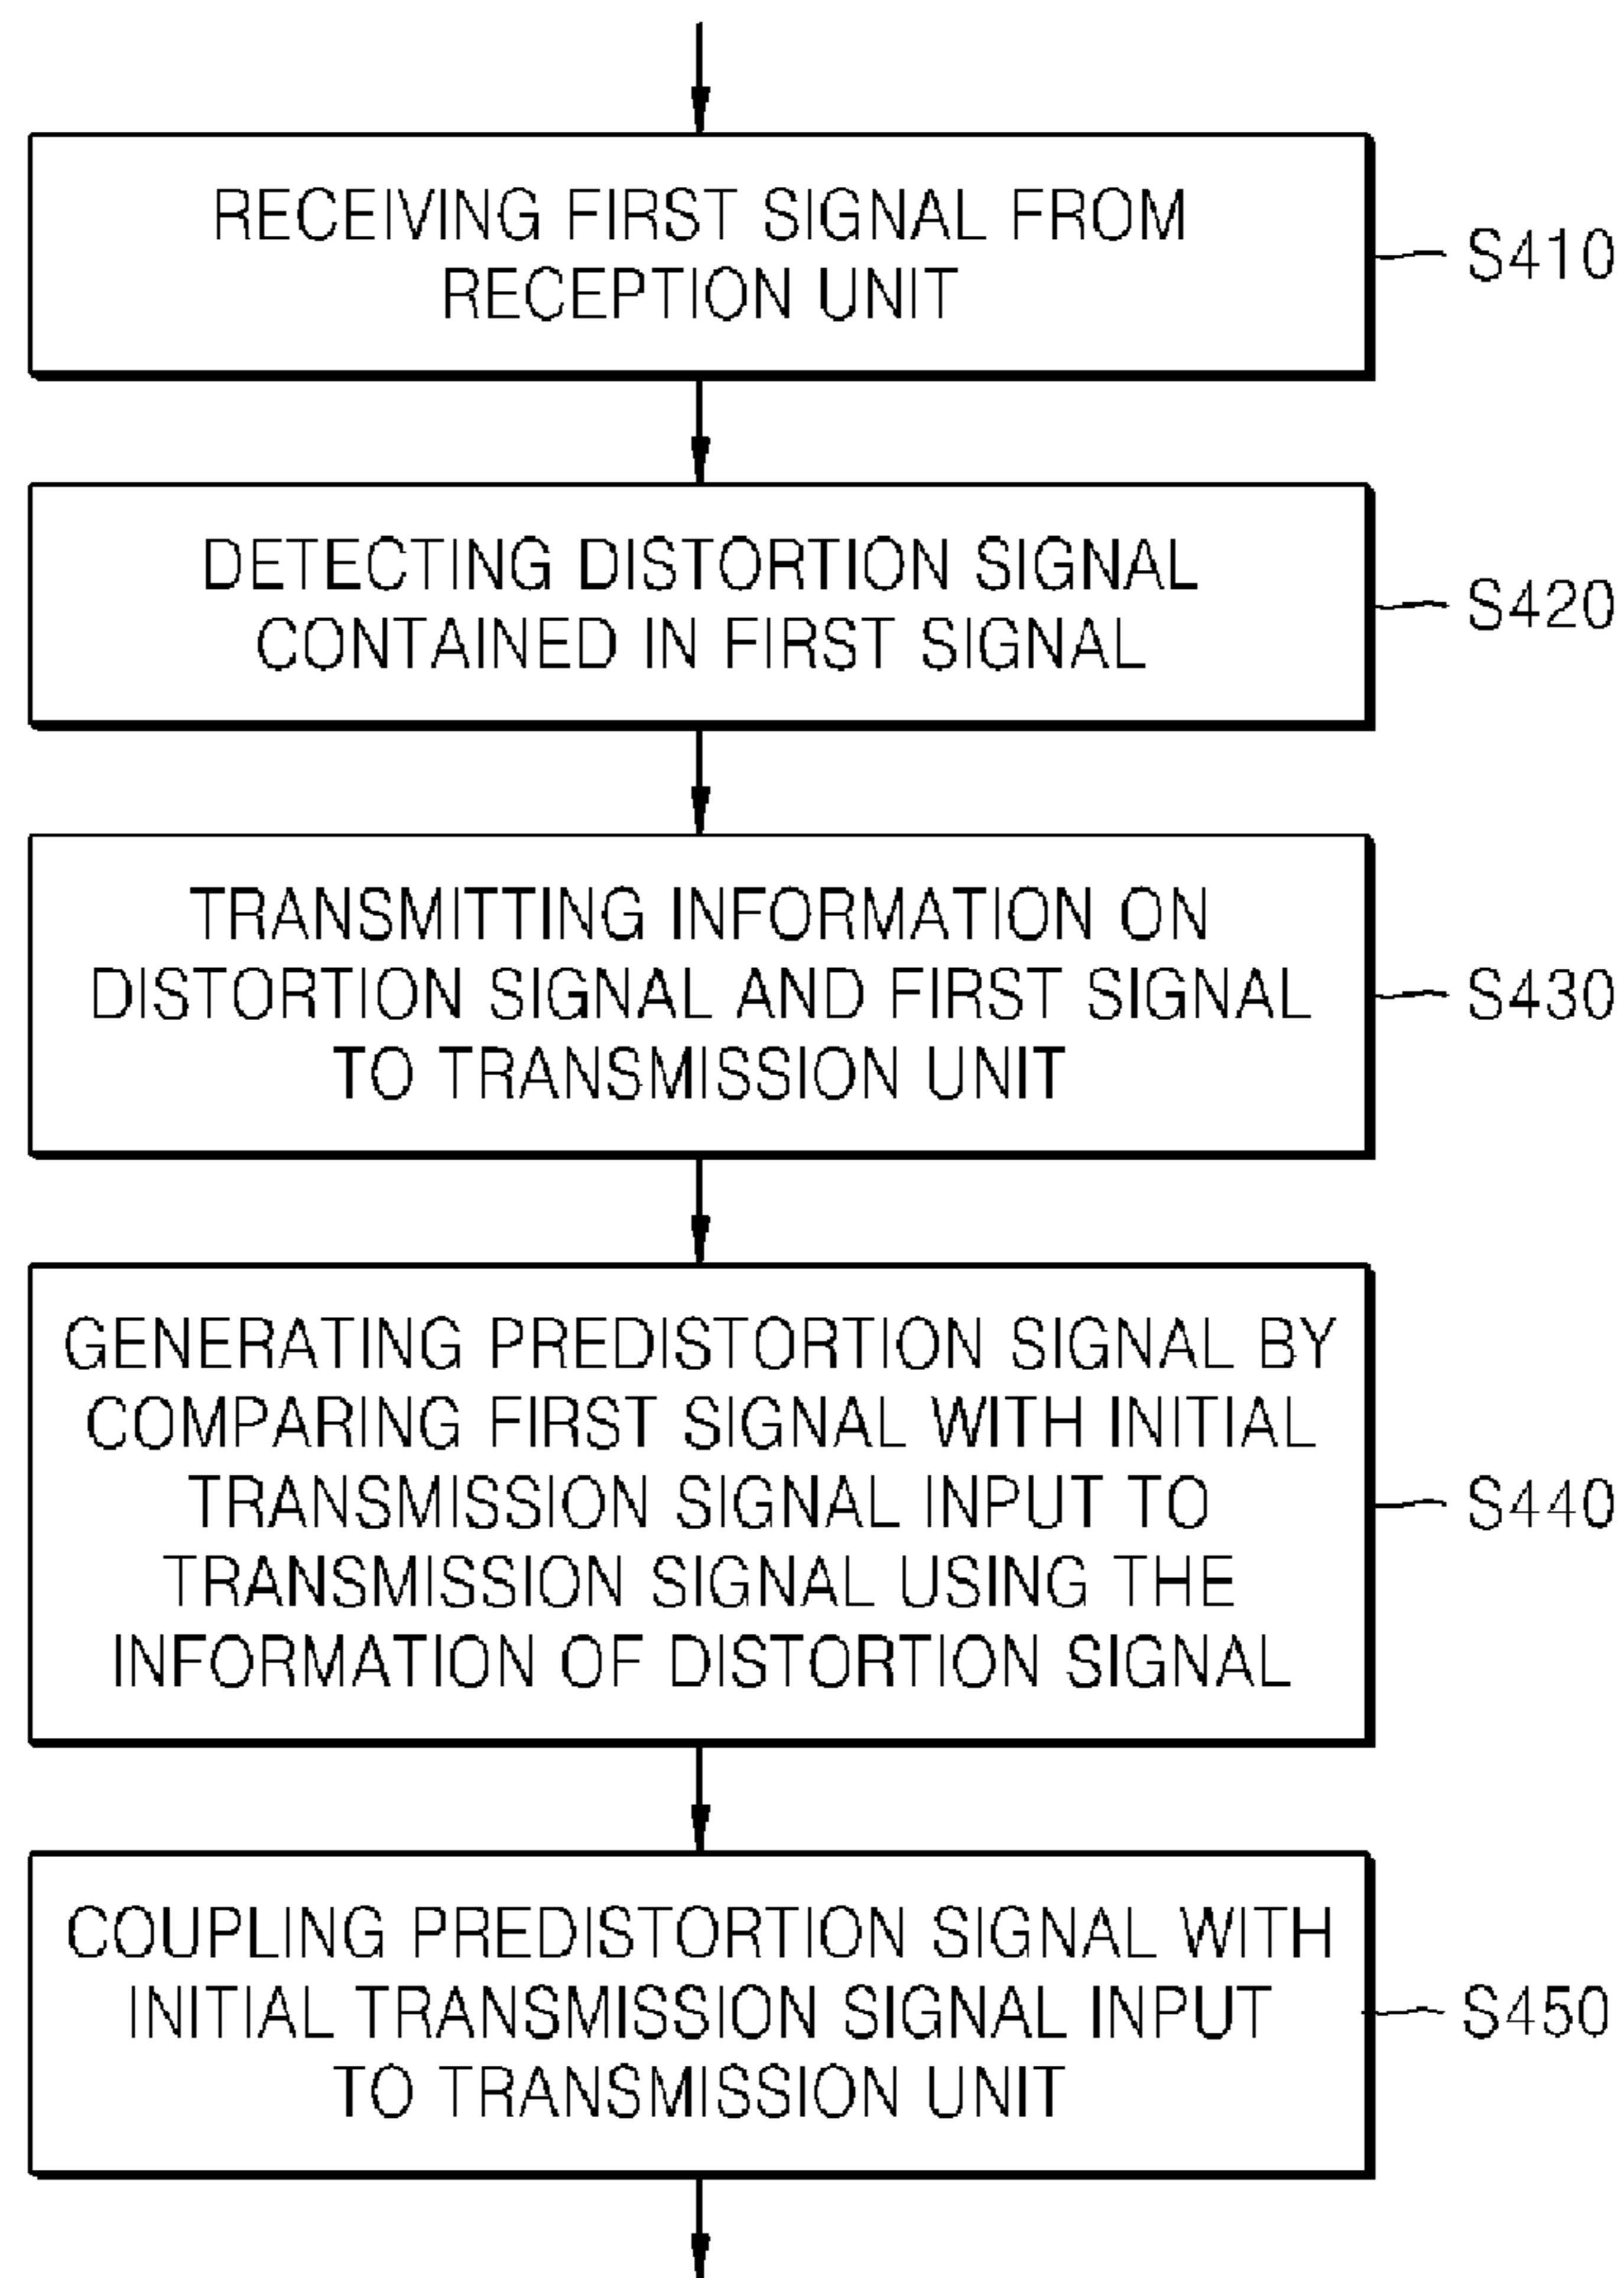 RECEIVING FIRST SIGNAL FROM
RECEPTION UNIT
S410
DETECTING DISTORTION SIGNAL
CONTAINED IN FIRST SIGNAL
S420
TRANSMITTING INFORMATION ON
DISTORTION SIGNAL AND FIRST SIGNAL
TO TRANSMISSION UNIT
S430
GENERATING PREDISTORTION SIGNAL BY
COMPARING FIRST SIGNAL WITH INITIAL
TRANSMISSION SIGNAL INPUT TO
TRANSMISSION SIGNAL USING THE
INFORMATION OF DISTORTION SIGNAL
S440
COUPLING PREDISTORTION SIGNAL WITH
INITIAL TRANSMISSION SIGNAL INPUT
TO TRANSMISSION UNIT
S450